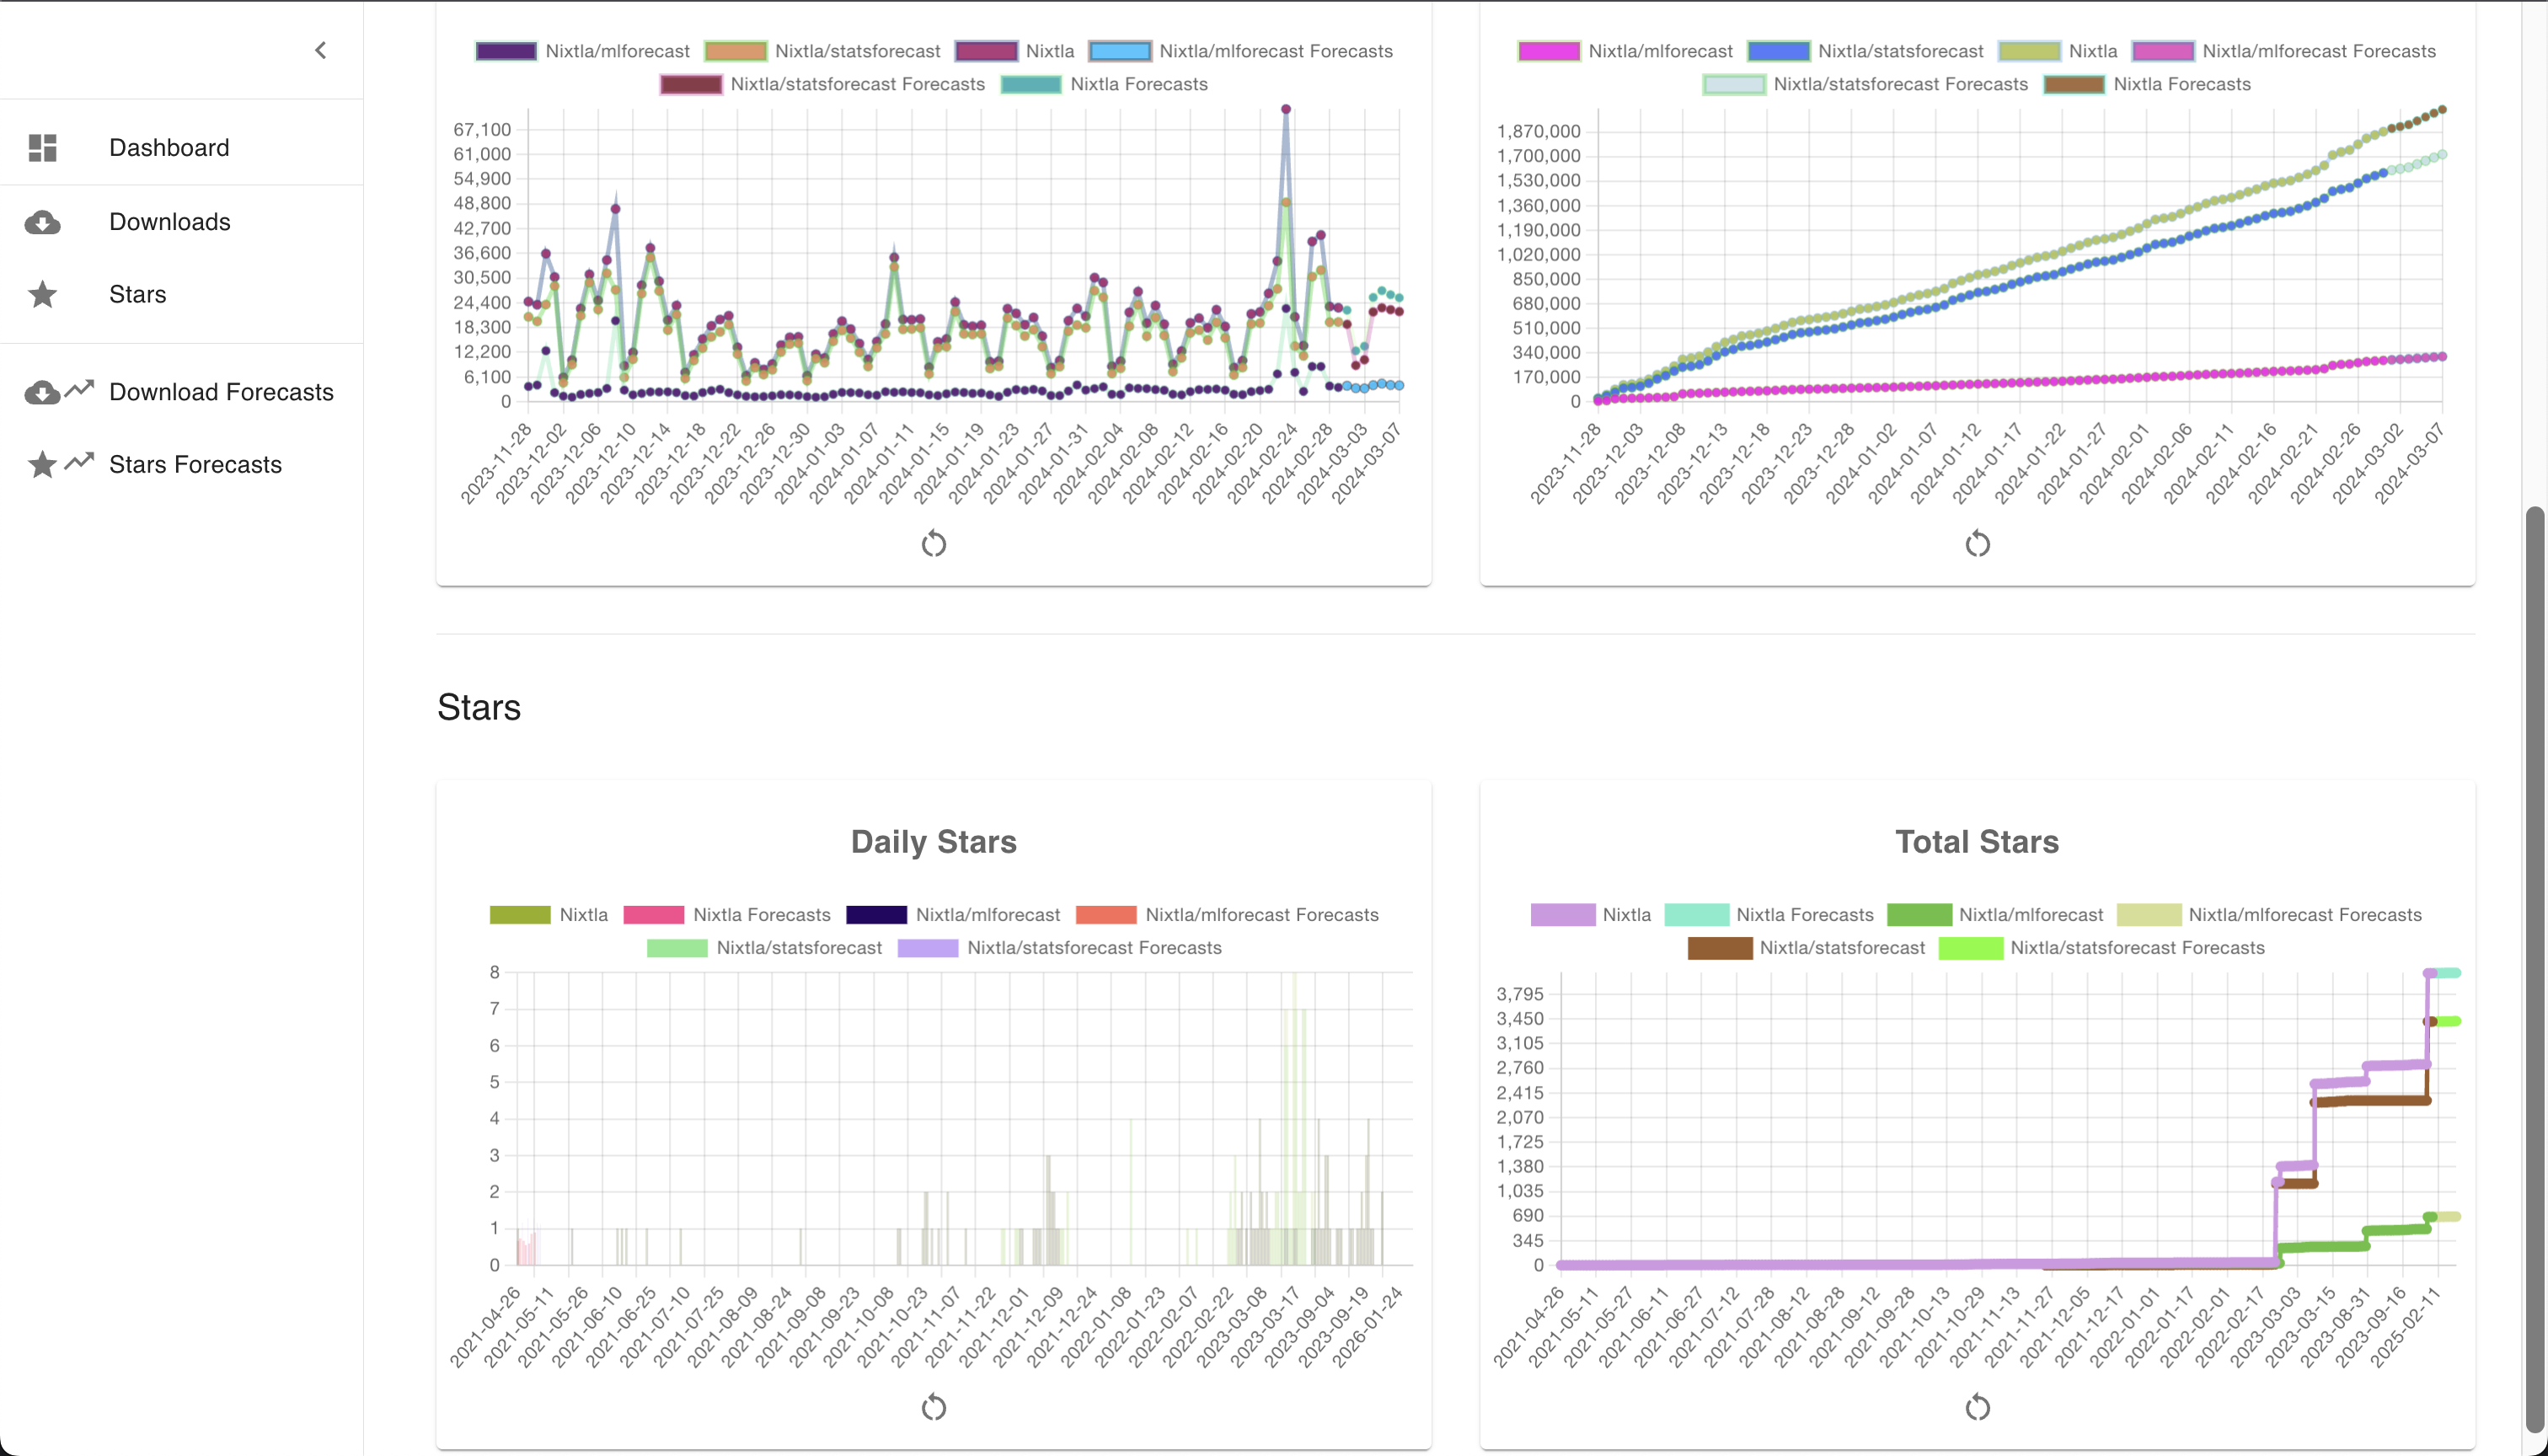 Dashboard
Downloads
Stars
Download Forecasts
Stars Forecasts
Nixtla/mlforecast Nixtla/statsforecast Nixtla Nixtla/mlforecast Forecasts
Nixtla/statsforecast Forecasts Nixtla Forecasts
67,100
61,000
54,900
48,800
42,700
36,600
30,500
24,400
18,300
12,200
6,100
0
2023-11-28 2023-12-02 2023-12-06 2023-12-10 2023-12-14 2023-12-18 2023-12-22 2023-12-26 2023-12-30 2024-01-03 2024-01-07 2024-01-11 2024-01-15 2024-01-19 2024-01-23 2024-01-27 2024-01-31 2024-02-04 2024-02-08 2024-02-12 2024-02-16 2024-02-20 2024-02-24 2024-02-28 2024-03-03 2024-03-07
Nixtla/mlforecast Nixtla/statsforecast Nixtla Nixtla/mlforecast Forecasts
Nixtla/statsforecast Forecasts Nixtla Forecasts
1,870,000
1,700,000
1,530,000
1,360,000
1,190,000
1,020,000
850,000
680,000
510,000
340,000
170,000
0
2023-11-28 2023-12-03 2023-12-08 2023-12-13 2023-12-18 2023-12-23 2023-12-28 2024-01-02 2024-01-07 2024-01-12 2024-01-17 2024-01-22 2024-01-27 2024-02-01 2024-02-06 2024-02-11 2024-02-16 2024-02-21 2024-02-26 2024-03-02 2024-03-07
Stars
Daily Stars
Nixtla Nixtla Forecasts Nixtla/mlforecast Nixtla/mlforecast Forecasts
Nixtla/statsforecast Nixtla/statsforecast Forecasts
8
7
6
5
4
3
2
1
0
2021-04-26 2021-05-11 2021-05-26 2021-06-10 2021-06-25 2021-07-10 2021-07-25 2021-08-09 2021-08-24 2021-09-08 2021-09-23 2021-10-08 2021-10-23 2021-11-07 2021-11-22 2021-12-01 2021-12-09 2021-12-24 2022-01-08 2022-01-23 2022-02-07 2022-02-22 2023-03-08 2023-03-17 2023-09-04 2023-09-19 2026-01-24
Total Stars
Nixtla Nixtla Forecasts Nixtla/mlforecast Nixtla/mlforecast Forecasts
Nixtla/statsforecast Nixtla/statsforecast Forecasts
3,795
3,450
3,105
2,760
2,415
2,070
1,725
1,380
1,035
690
345
0
2021-04-26 2021-05-11 2021-05-27 2021-06-11 2021-06-27 2021-07-12 2021-07-28 2021-08-12 2021-08-28 2021-09-12 2021-09-28 2021-10-13 2021-10-29 2021-11-13 2021-11-27 2021-12-05 2021-12-17 2022-01-01 2022-01-17 2022-02-01 2022-02-17 2023-03-03 2023-03-15 2023-08-31 2023-09-16 2025-02-11